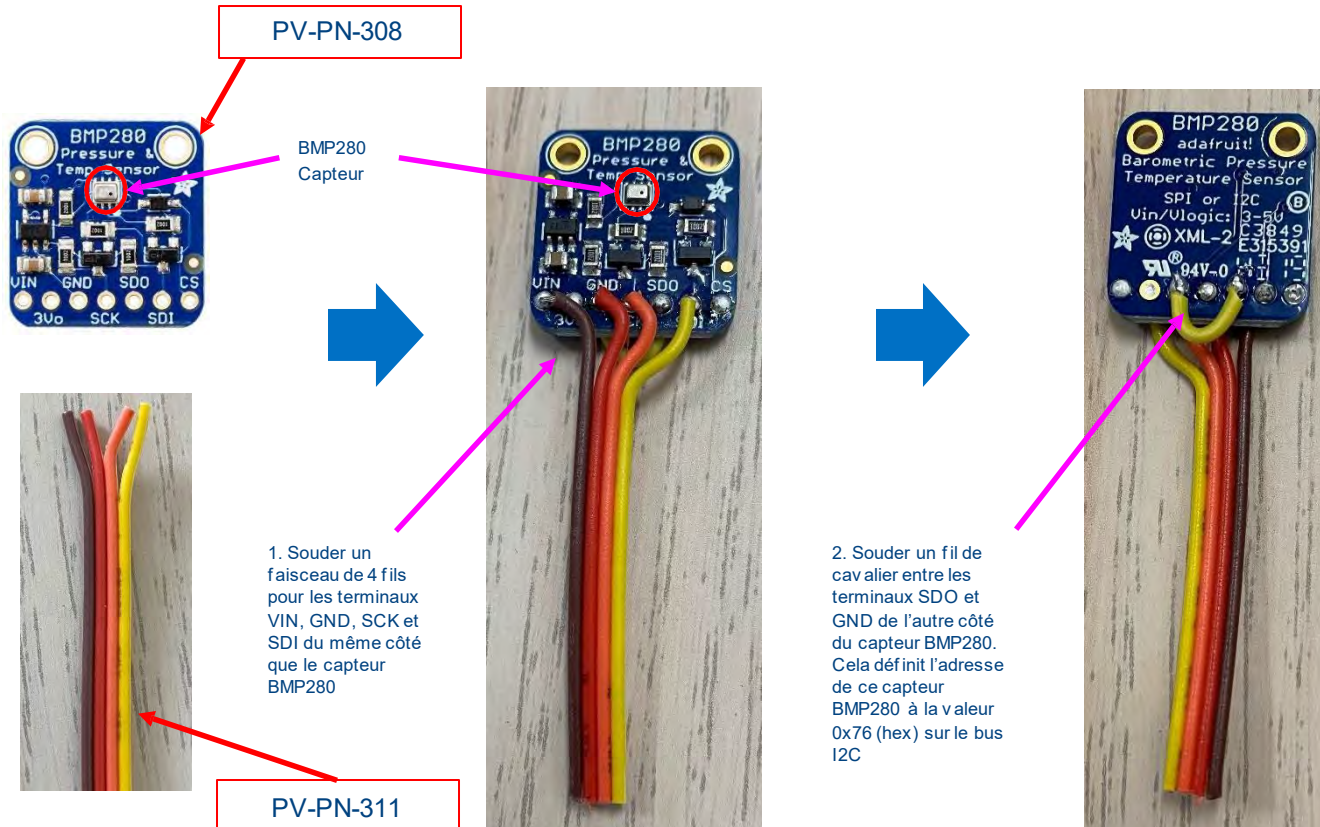 PV-PN-308
BMP280
Pressure &
Temp Sensor
VIN GND SDO CS
3Vo SCK SDI
BMP280
Capteur
BMP280
Pressure &
Temp Sensor
VIN GND SDO CS
BMP280
adafruit!
Barometric Pressure
Temperature Sensor
SPI or I2C
Vin/Vlogic: 3-5V
XML-2
E315391
94V-0
1. Souder un
faisceau de 4 fils
pour les terminaux
VIN, GND, SCK et
SDI du même côté
que le capteur
BMP280
2. Souder un fil de
cavalier entre les
terminaux SDO et
GND de l’autre côté
du capteur BMP280.
Cela définit l’adresse
de ce capteur
BMP280 à la valeur
0x76 (hex) sur le bus
I2C
PV-PN-311